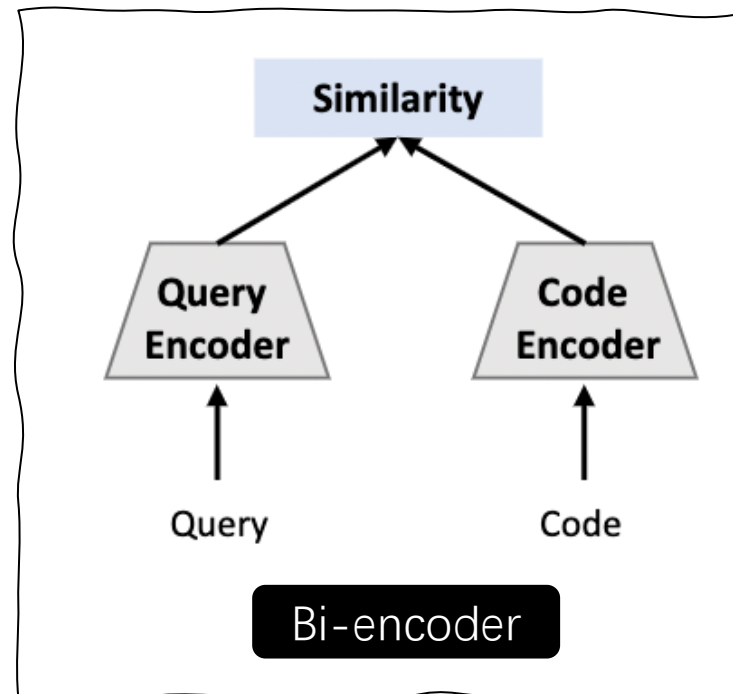 Similarity
Query
Encoder
Code
Encoder
Query
Code
Bi-encoder